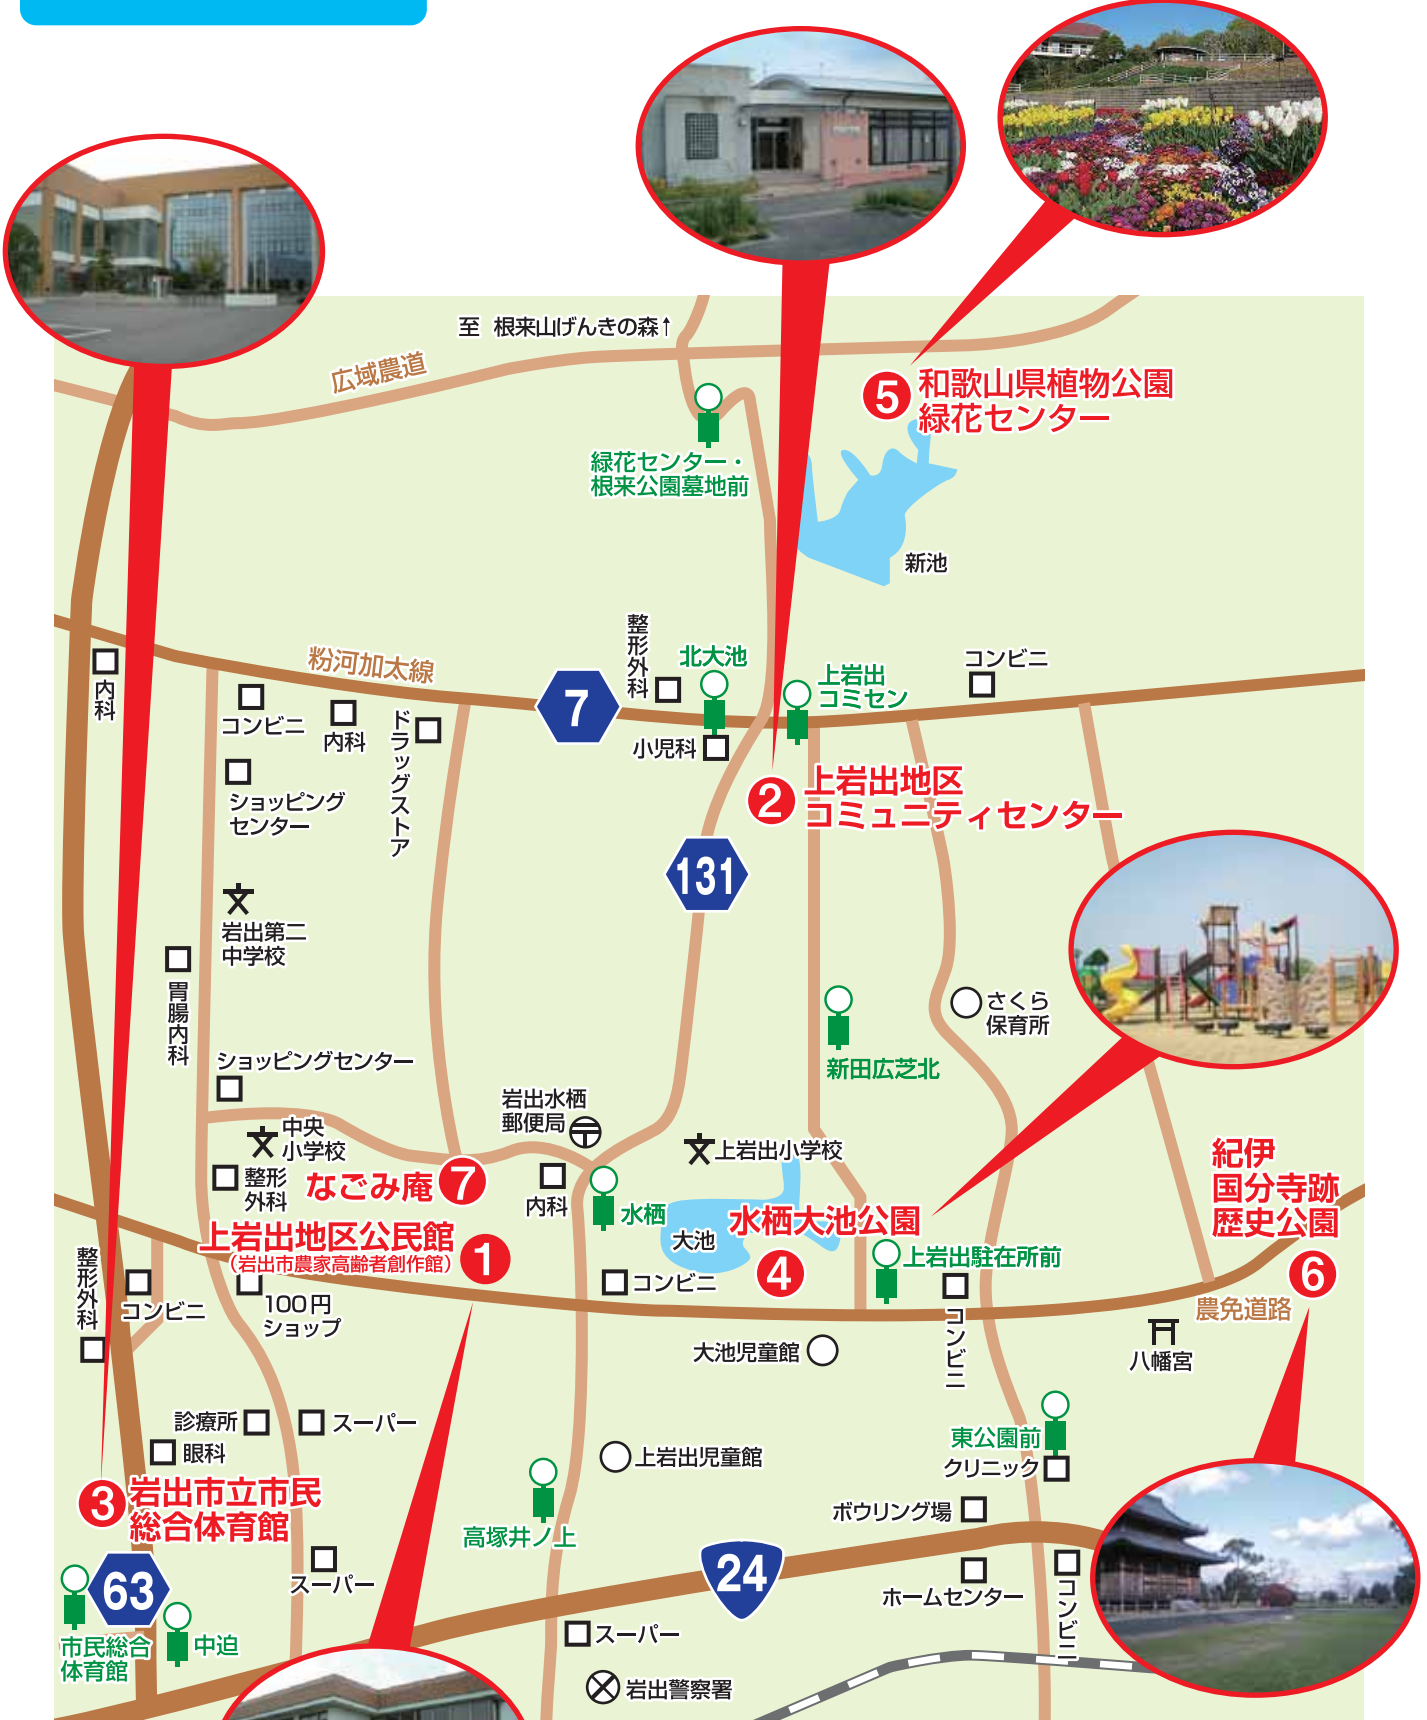 至 根来山げんきの森↑
広域農道
5 和歌山県植物公園
緑花センター
緑花センター・
根来公園墓地前
新池
整形外科
北大池
上岩出
コミセン
コンビニ
粉河加太線
7
内科
コンビニ
内科
ドラッグストア
小児科
ショッピング
センター
2 上岩出地区
コミュニティセンター
131
岩出第二
中学校
胃腸内科
さくら
保育所
新田広芝北
ショッピングセンター
岩出水栖
郵便局
中央
小学校
上岩出小学校
整形
外科
なごみ庵 7
内科
水栖
大池
水栖大池公園
4
紀伊
国分寺跡
歴史公園
6
上岩出地区公民館
(岩出市農家高齢者創作館)
1
上岩出駐在所前
整形外科
コンビニ
100円
ショップ
コンビニ
コンビニ
農免道路
大池児童館
八幡宮
診療所
スーパー
眼科
上岩出児童館
東公園前
クリニック
3 岩出市立市民
総合体育館
高塚井ノ上
ボウリング場
63
スーパー
24
ホームセンター
コンビニ
市民総合
体育館
中迫
スーパー
岩出警察署